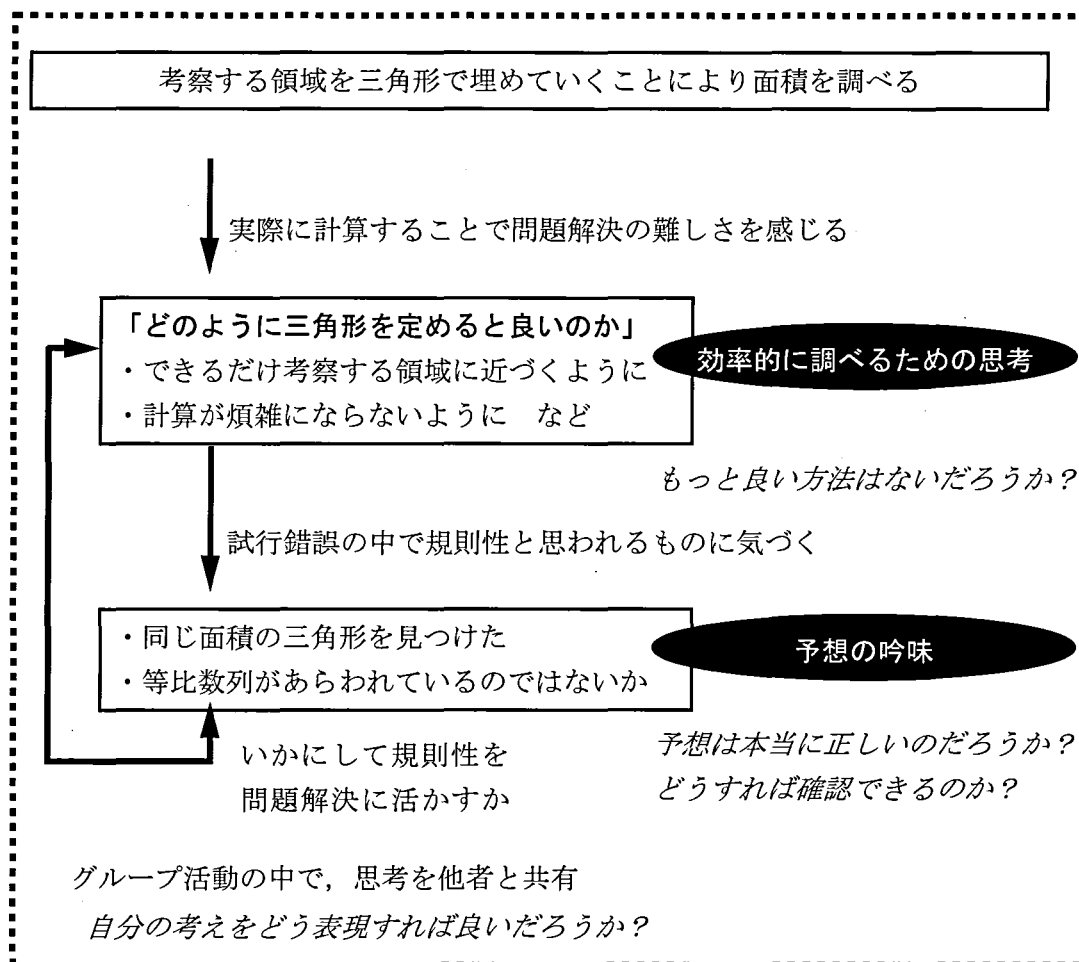 考察する領域を三角形で埋めていくことにより面積を調べる
実際に計算することで問題解決の難しさを感じる
「どのように三角形を定めると良いのか」
・できるだけ考察する領域に近づくように
・計算が煩雑にならないように　など
効率的に調べるための思考
もっと良い方法はないだろうか？
試行錯誤の中で規則性と思われるものに気づく
・同じ面積の三角形を見つけた
・等比数列があらわれているのではないか
予想の吟味
予想は本当に正しいのだろうか？
どうすれば確認できるのか？
いかにして規則性を
問題解決に活かすか
グループ活動の中で，思考を他者と共有
自分の考えをどう表現すれば良いだろうか？